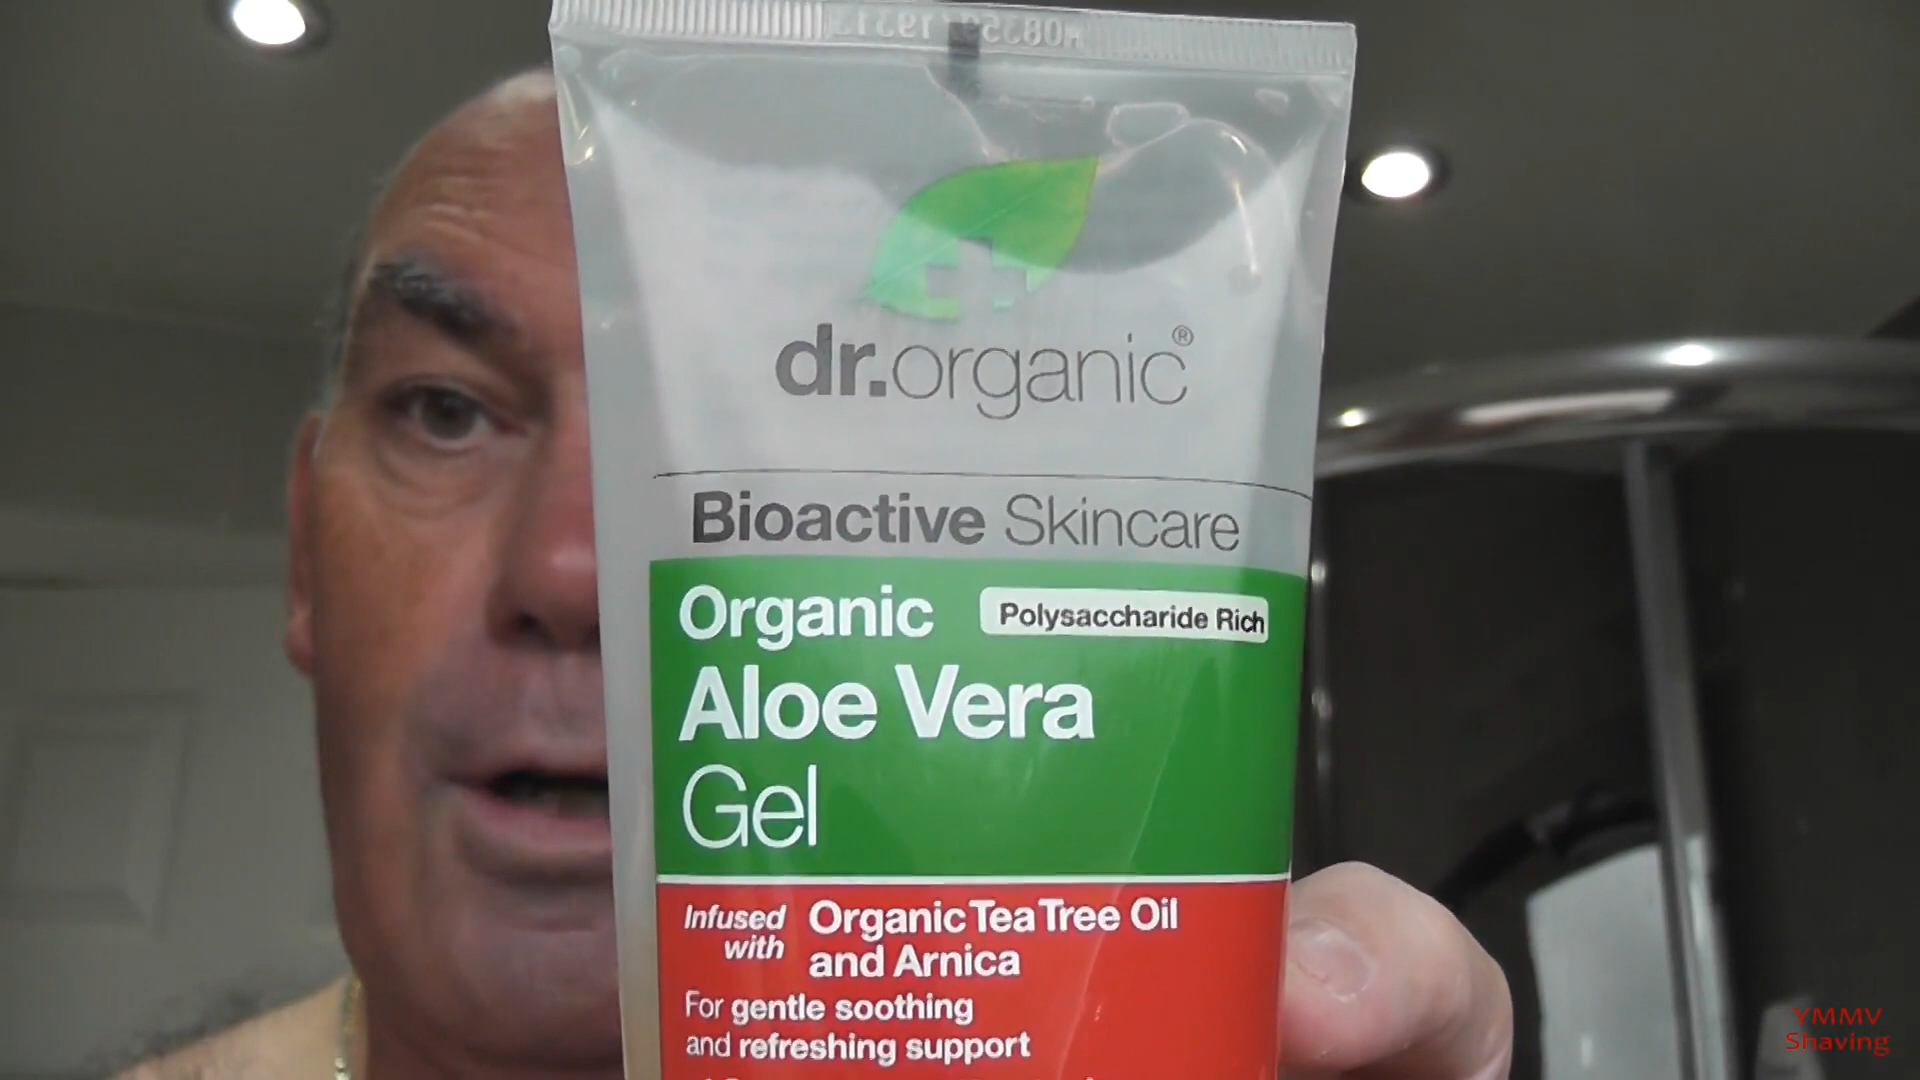 dr.organic®
Bioactive Skincare
Organic Polysaccharide Rich
Aloe Vera
Gel
Infused with Organic Tea Tree Oil
and Arnica
For gentle soothing
and refreshing support
YMMV
Shaving